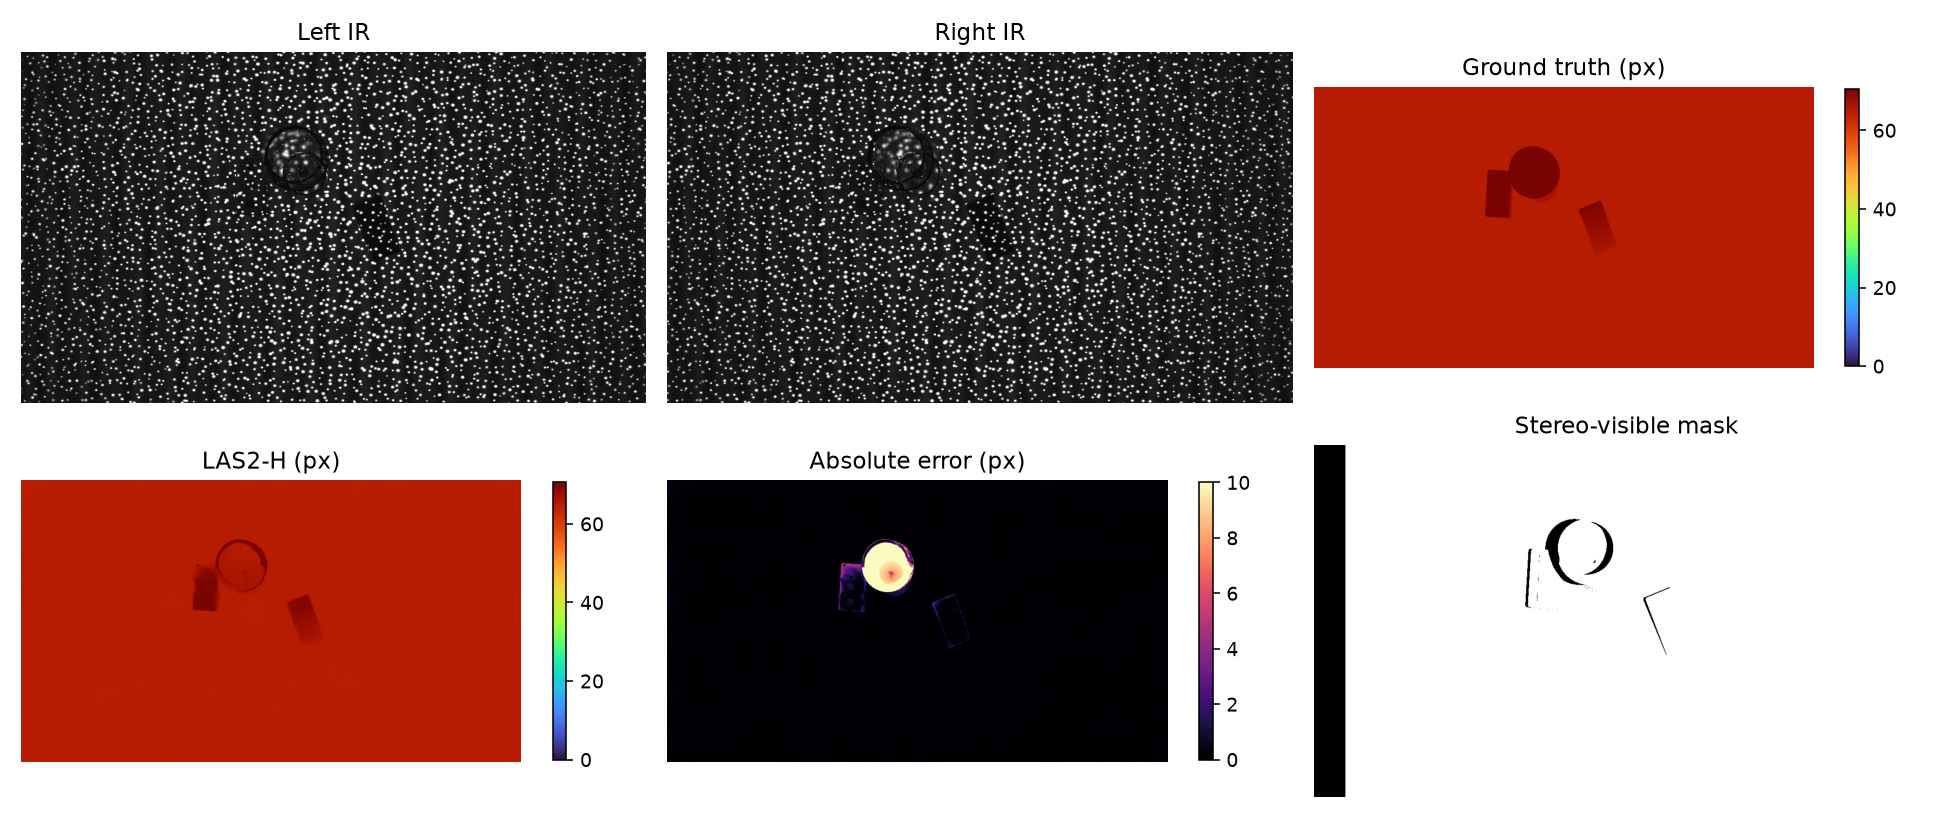 Left IR
Right IR
Ground truth (px)
60
40
20
0
LAS2-H (px)
60
40
20
0
Absolute error (px)
10
8
6
4
2
0
Stereo-visible mask